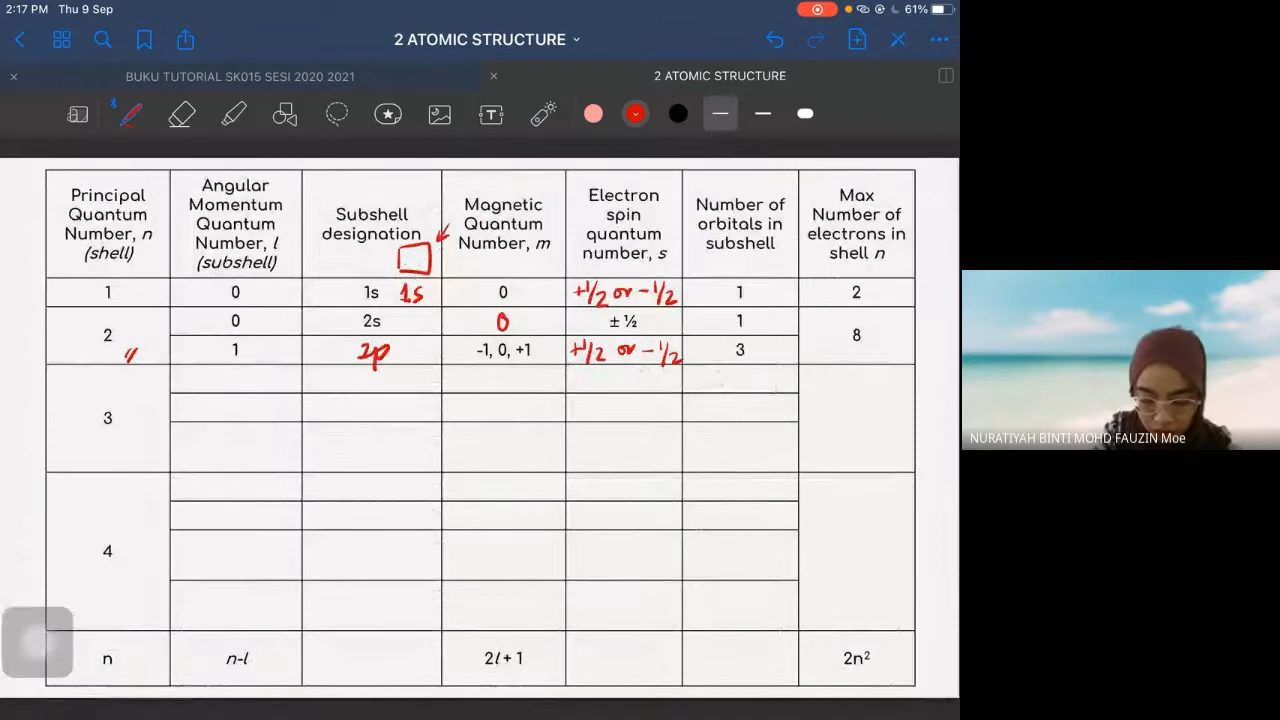 2:17 PM Thu 9 Sep
61%
2 ATOMIC STRUCTURE
BUKU TUTORIAL SK015 SESI 2020 2021
2 ATOMIC STRUCTURE
Principal Quantum Number, n (shell)
Angular Momentum Quantum Number, l (subshell)
Subshell designation
Magnetic Quantum Number, m
Electron spin quantum number, s
Number of orbitals in subshell
Max Number of electrons in shell n
1 0 1s 1s 0 +1/2 or -1/2 1 2
2 0 2s 0 ± ½ 1 8
1 2p -1, 0, +1 +1/2 or -1/2 3
3
4
n n-l 2l + 1 2n²
NURATIYAH BINTI MOHD FAUZIN Moe